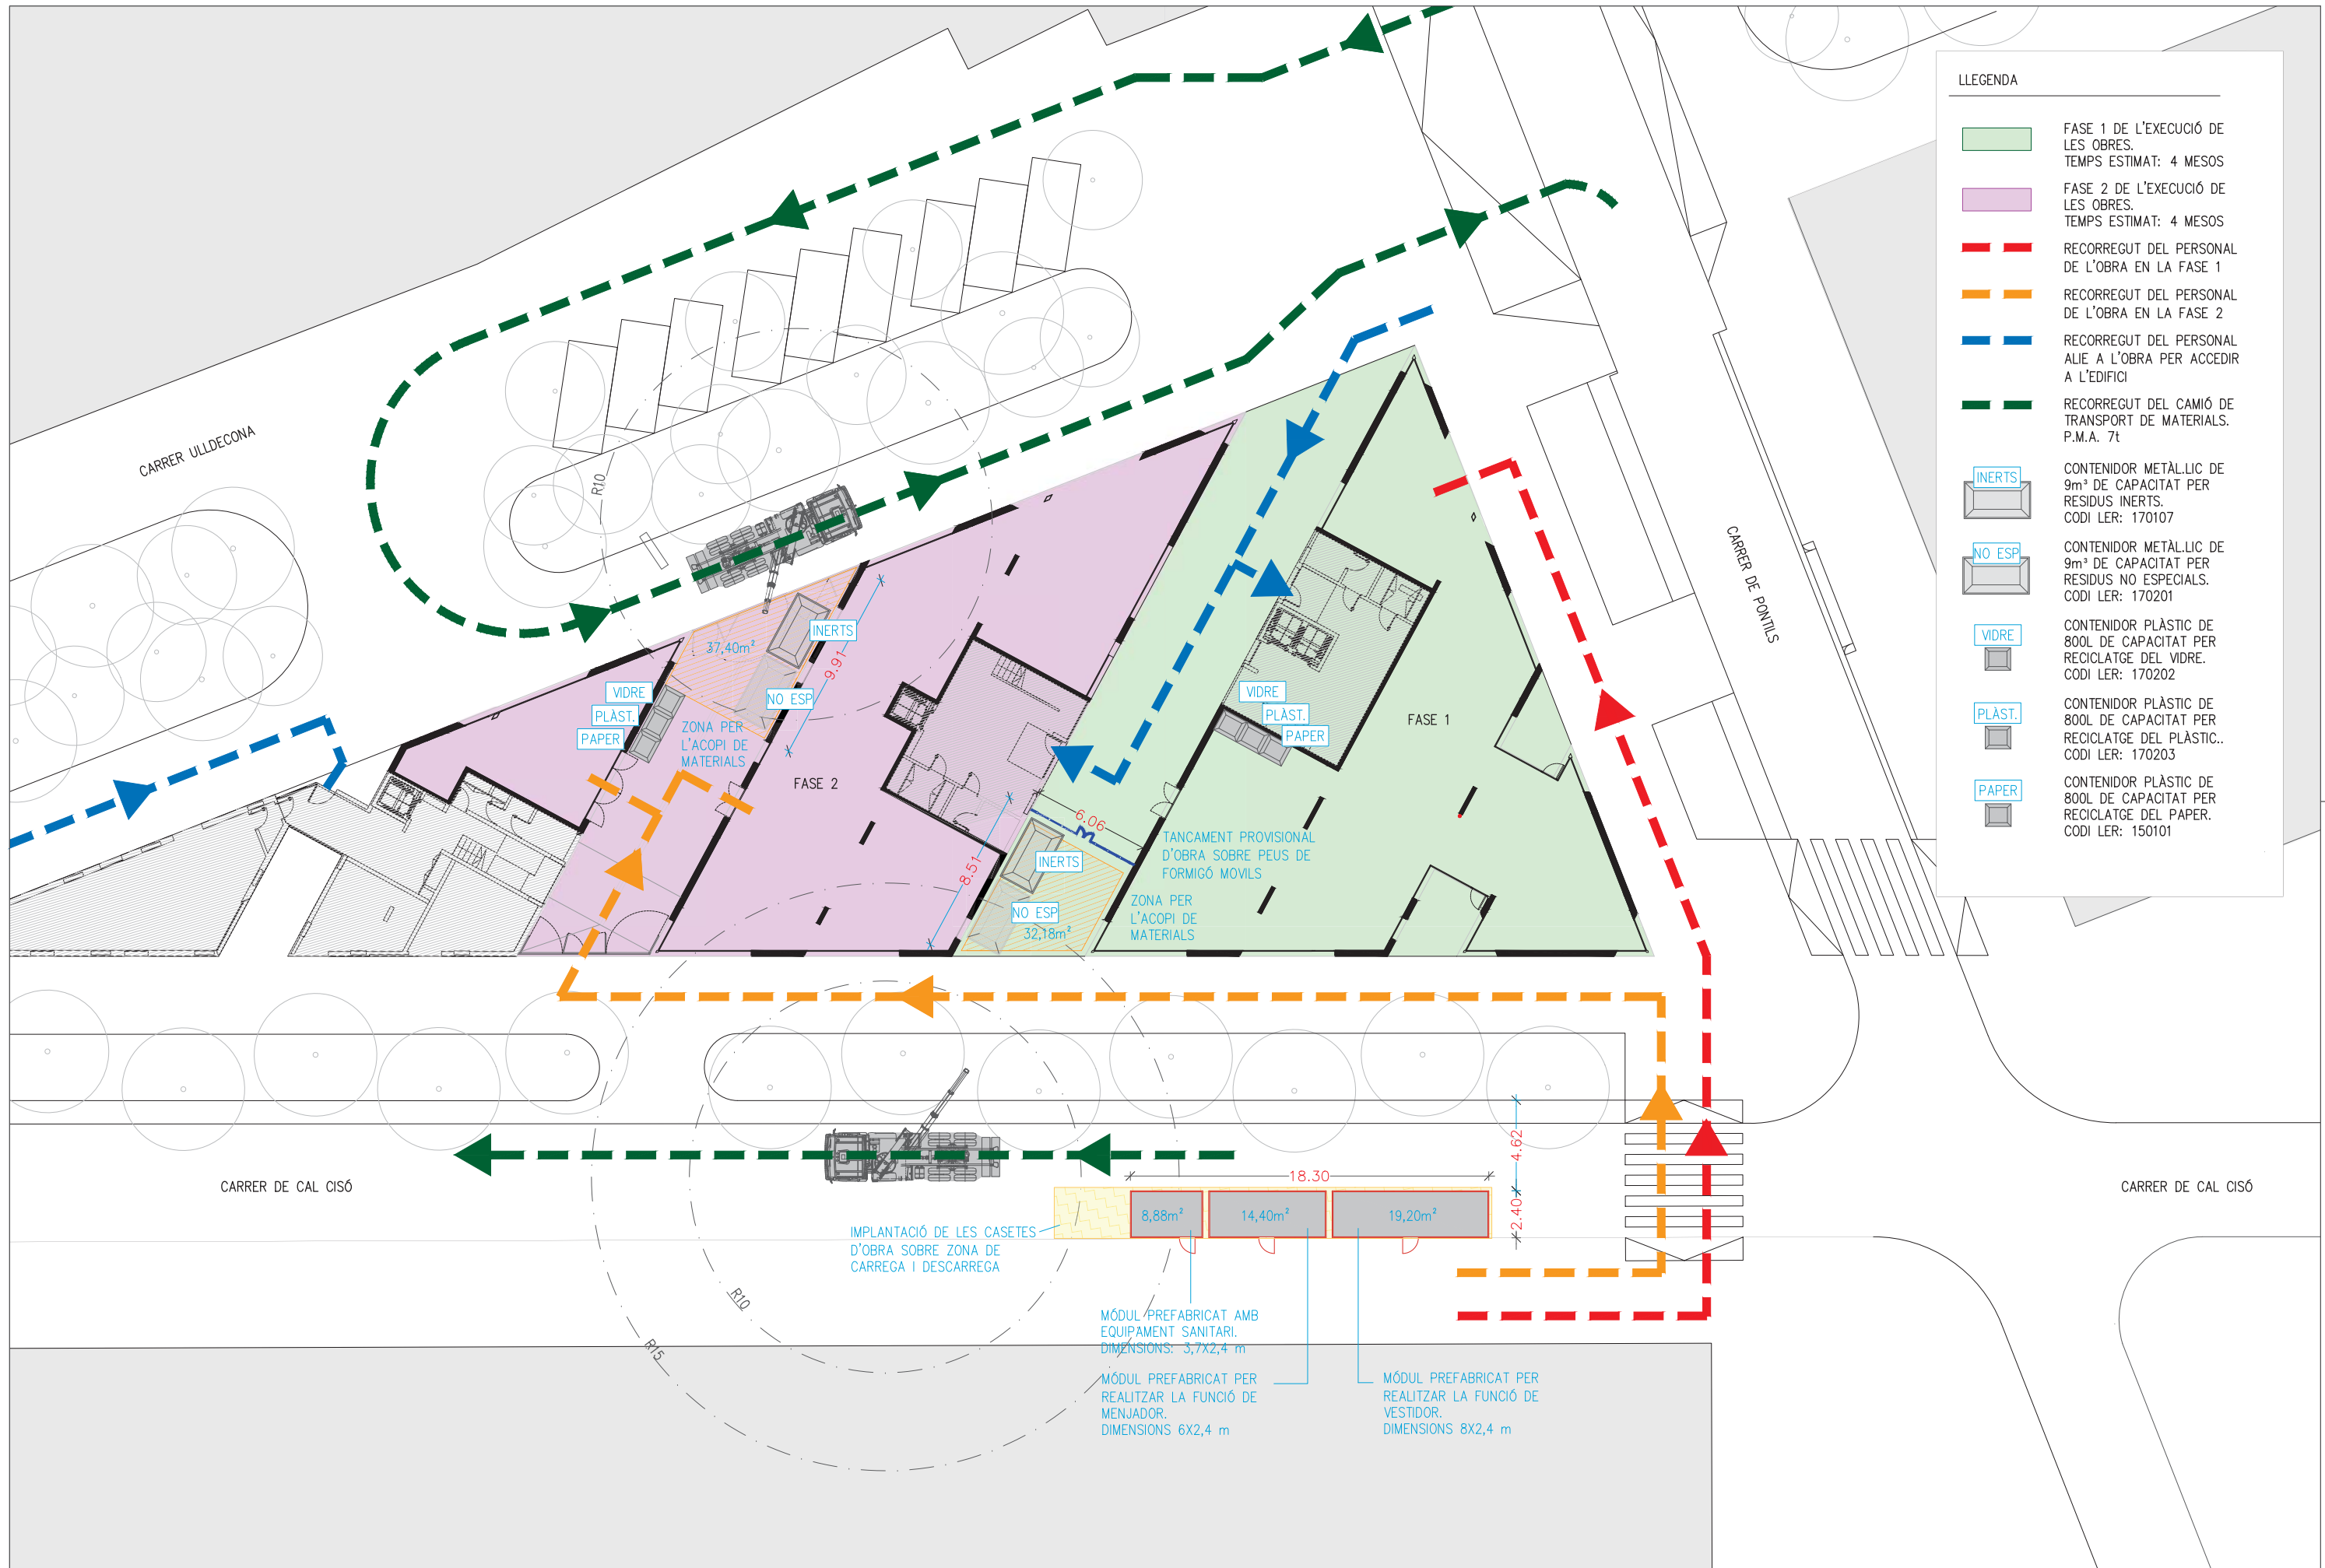 LLEGENDA
FASE 1 DE L'EXECUCIÓ DE
LES OBRES.
TEMPS ESTIMAT: 4 MESOS
FASE 2 DE L'EXECUCIÓ DE
LES OBRES.
TEMPS ESTIMAT: 4 MESOS
RECORREGUT DEL PERSONAL
DE L'OBRA EN LA FASE 1
RECORREGUT DEL PERSONAL
DE L'OBRA EN LA FASE 2
RECORREGUT DEL PERSONAL
ALIE A L'OBRA PER ACCEDIR
A L'EDIFICI
RECORREGUT DEL CAMIÓ DE
TRANSPORT DE MATERIALS.
P.M.A. 7t
INERTS
CONTENIDOR METÀL.LIC DE
9m³ DE CAPACITAT PER
RESIDUS INERTS.
CODI LER: 170107
NO ESP
CONTENIDOR METÀL.LIC DE
9m³ DE CAPACITAT PER
RESIDUS NO ESPECIALS.
CODI LER: 170201
VIDRE
CONTENIDOR PLÀSTIC DE
800L DE CAPACITAT PER
RECICLATGE DEL VIDRE.
CODI LER: 170202
PLÀST.
CONTENIDOR PLÀSTIC DE
800L DE CAPACITAT PER
RECICLATGE DEL PLÀSTIC..
CODI LER: 170203
PAPER
CONTENIDOR PLÀSTIC DE
800L DE CAPACITAT PER
RECICLATGE DEL PAPER.
CODI LER: 150101
CARRER ULLDECONA
R10
CARRER DE PONTILS
INERTS
37,40m²
9.91
NO ESP
VIDRE
PLÀST.
PAPER
ZONA PER
L'ACOPI DE
MATERIALS
FASE 2
VIDRE
PLÀST.
PAPER
FASE 1
6.06
8.51
INERTS
NO ESP
32,18m²
TANCAMENT PROVISIONAL
D'OBRA SOBRE PEUS DE
FORMIGÓ MOVILS
ZONA PER
L'ACOPI DE
MATERIALS
4.62
2.40
18.30
8,88m²
14,40m²
19,20m²
CARRER DE CAL CISÓ
CARRER DE CAL CISÓ
IMPLANTACIÓ DE LES CASETES
D'OBRA SOBRE ZONA DE
CARREGA I DESCARREGA
R10
R15
MÓDUL PREFABRICAT AMB
EQUIPAMENT SANITARI.
DIMENSIONS: 3,7X2,4 m
MÓDUL PREFABRICAT PER
REALITZAR LA FUNCIÓ DE
MENJADOR.
DIMENSIONS 6X2,4 m
MÓDUL PREFABRICAT PER
REALITZAR LA FUNCIÓ DE
VESTIDOR.
DIMENSIONS 8X2,4 m